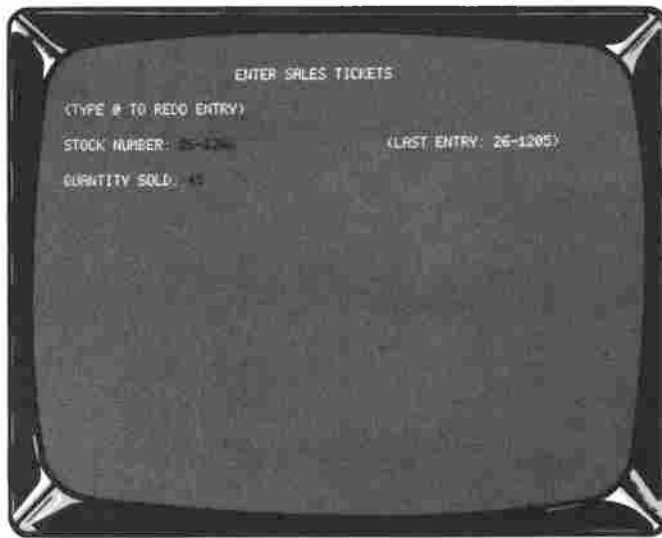 ENTER SALES TICKETS
(TYPE @ TO REDO ENTRY)
STOCK NUMBER: (LAST ENTRY: 26-1205)
QUANTITY SOLD: